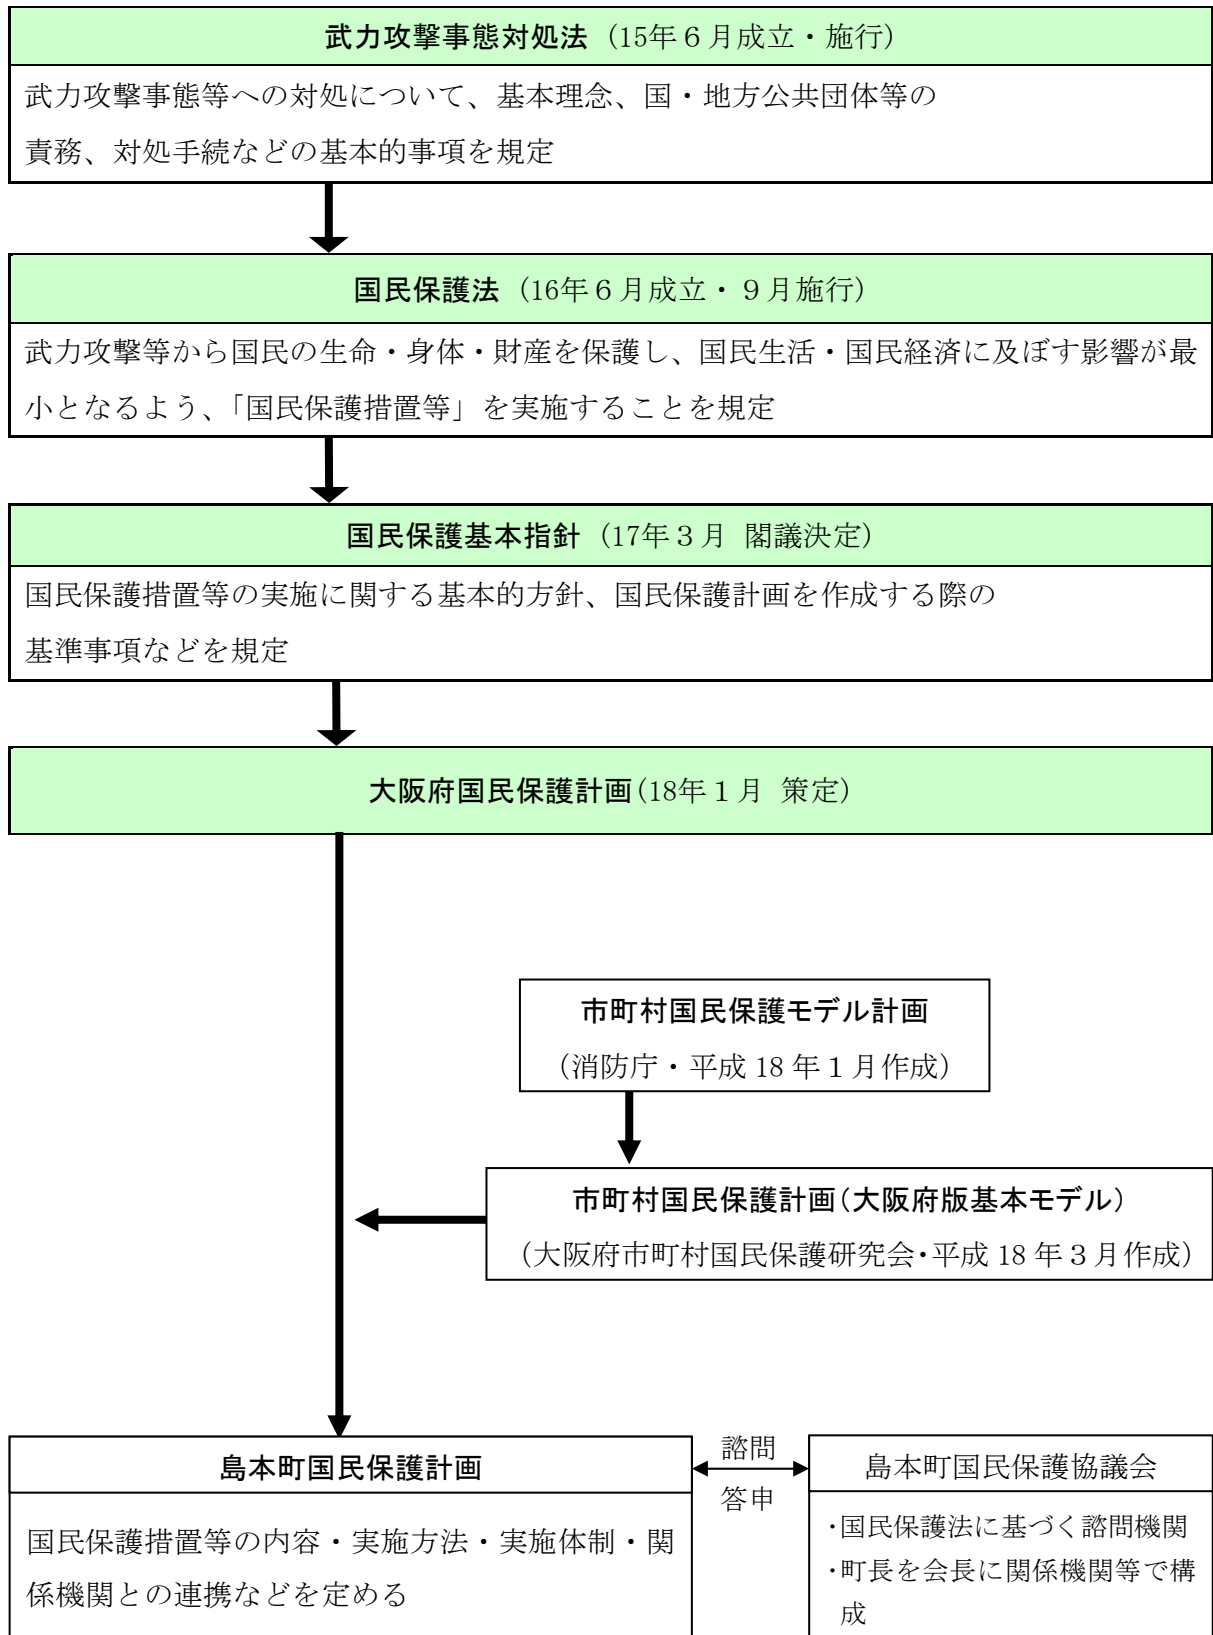 武力攻撃事態対処法（15年６月成立・施行）
武力攻撃事態等への対処について、基本理念、国・地方公共団体等の
責務、対処手続などの基本的事項を規定
国民保護法（16年６月成立・９月施行）
武力攻撃等から国民の生命・身体・財産を保護し、国民生活・国民経済に及ぼす影響が最
小となるよう、「国民保護措置等」を実施することを規定
国民保護基本指針（17年３月 閣議決定）
国民保護措置等の実施に関する基本的方針、国民保護計画を作成する際の
基準事項などを規定
大阪府国民保護計画（18年１月 策定）
市町村国民保護モデル計画
（消防庁・平成 18 年１月作成）
市町村国民保護計画（大阪府版基本モデル）
（大阪府市町村国民保護研究会・平成 18 年３月作成）
島本町国民保護計画
国民保護措置等の内容・実施方法・実施体制・関
係機関との連携などを定める
諮問
答申
島本町国民保護協議会
・国民保護法に基づく諮問機関
・町長を会長に関係機関等で構
成